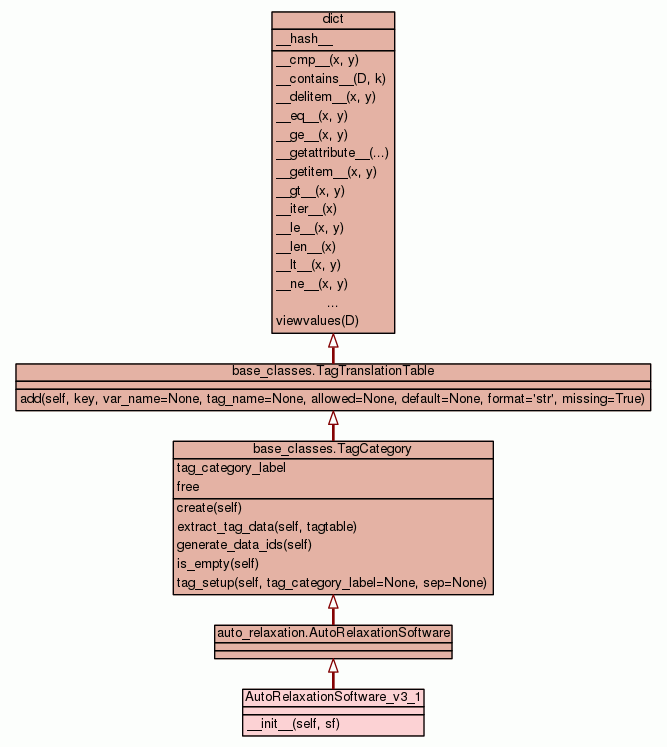 dict
__hash__
__cmp__(x, y)
__contains__(D, k)
__delitem__(x, y)
__eq__(x, y)
__ge__(x, y)
__getattribute__(...)
__getitem__(x, y)
__gt__(x, y)
__iter__(x)
__le__(x, y)
__len__(x)
__lt__(x, y)
__ne__(x, y)
...
viewvalues(D)
base_classes.TagTranslationTable
add(self, key, var_name=None, tag_name=None, allowed=None, default=None, format='str', missing=True)
base_classes.TagCategory
tag_category_label
free
create(self)
extract_tag_data(self, tagtable)
generate_data_ids(self)
is_empty(self)
tag_setup(self, tag_category_label=None, sep=None)
auto_relaxation.AutoRelaxationSoftware
AutoRelaxationSoftware_v3_1
__init__(self, sf)